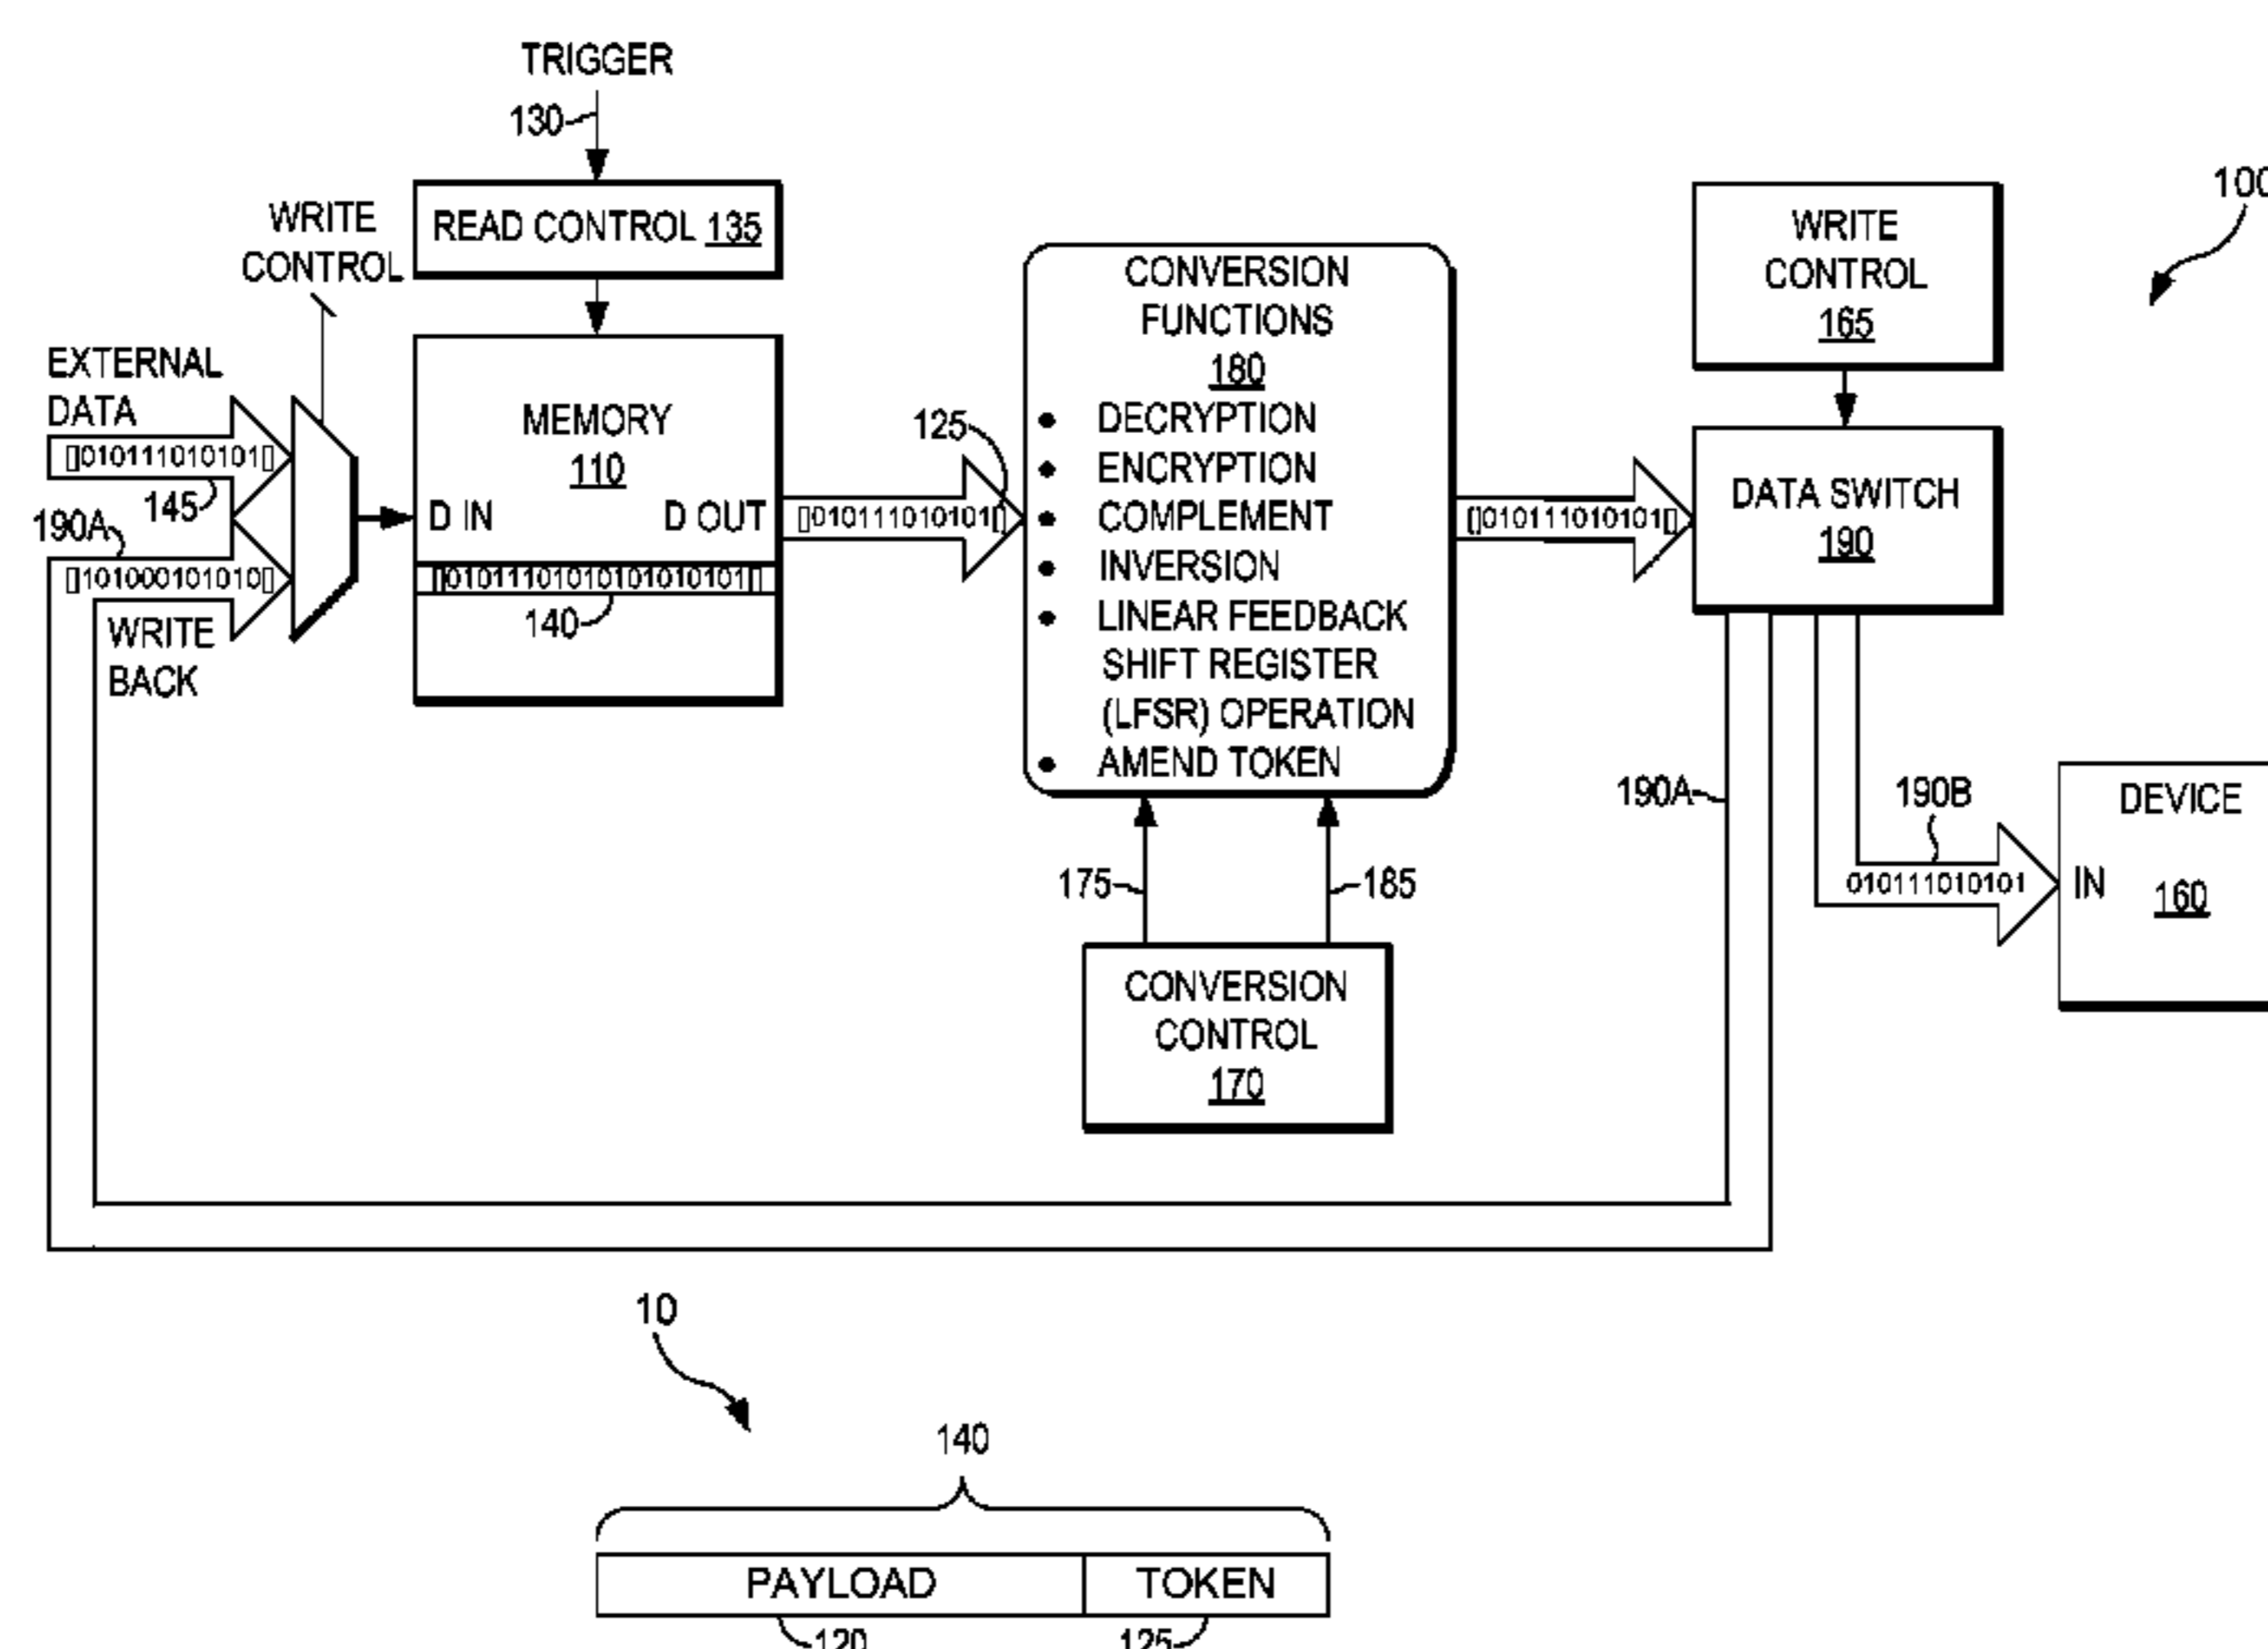 TRIGGER
130
READ CONTROL 135
WRITE
CONTROL
EXTERNAL
DATA
[]010111010101[]
145
190A
[]101000101010[]
WRITE
BACK
MEMORY
110
D IN
D OUT
140
[]010111010101[]
125
CONVERSION
FUNCTIONS
180
• DECRYPTION
• ENCRYPTION
• COMPLEMENT
• INVERSION
• LINEAR FEEDBACK
SHIFT REGISTER
(LFSR) OPERATION
• AMEND TOKEN
175
185
CONVERSION
CONTROL
170
[]010111010101[]
WRITE
CONTROL
165
DATA SWITCH
190
100
190A
190B
010111010101
DEVICE
IN
160
10
140
PAYLOAD
TOKEN
120
125